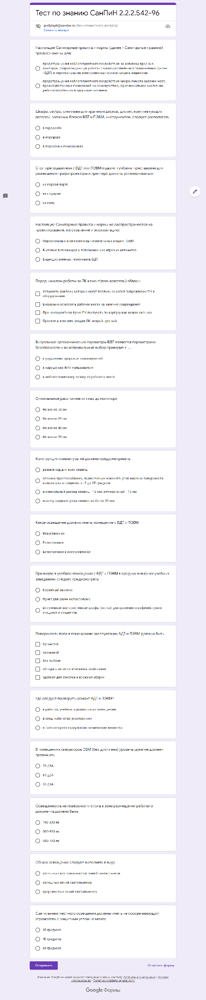 Тест по знанию СанПиН 2.2.2.542-96
grafplay6@yandex.ru (без совместного доступа)
Сменить аккаунт
Настоящие Санитарные правила и нормы (далее - Санитарные правила)
предназначены для:
предотвращения неблагоприятного воздействия на человека вредных
факторов, сопровождающих работы с видеодисплейными терминалами (далее
- ВДТ) и персональными электронно-вычислительными машинами
предотвращения неблагоприятного воздействия микроклимата рабочих мест,
производственных помещений на самочувствие, функциональное состояние,
работоспособность и здоровье человека.
Шкафы, сейфы, стеллажи для хранения дисков, дискет, комплектующих
деталей, запасных блоков ВДТ и ПЭВМ, инструментов, следует располагать
в гардеробе
в коридоре
в подсобных помещениях
Стол преподавателя с ВДТ или ПЭВМ и двумя тумбами-приставками для
размещения графопроектора и принтера должны устанавливаться
на первой парте
на подиуме
на полу
Настоящие Санитарные правила и нормы не распространяются на
проектирование, изготовление и эксплуатацию:
Персональных электронно-вычислительных машин ПЭВМ
Бытовых телевизоров и телевизионных игровых автоматов
Видеодисплейных терминалов ВДТ
Перед началом работы за ПК клиент(пользователь) обязан:
Устранить факторы которые могут повлечь за собой повреждение ПК и
оборудования
Визуально осмотреть рабочее место на наличие повреждений
При некорректном пуске ПК постучать по корпусу как можно сильнее
Протереть комплектующие ПК мокрой тряпкой
Визуальные эргономические параметры ВДТ являются параметрами
безопасности и их неправильный выбор приводит к ....
к ухудшению здоровья пользователей
к нарушению ЖКТ пользователя
к неблагоприятному запаху от рабочего места
Оптимальное расстояние от глаз до монитора
Не менее 50 см
Не менее 30 см
Не менее 40 см
Не менее 70 см
Конструкция клавиатуры не должна предусматривать
разный ход для всех клавиш
опорное приспособление, позволяющее изменять угол наклона поверхности
клавиатуры в пределах от 5 до 15 градусов
минимальный размер клавиш - 13 мм, оптимальный - 15 мм
высоту среднего ряда клавиш не более 30 мм
Какое освещение должно иметь помещение с ВДТ и ПЭВМ
Искуственное
Естественное
Естественное и искусственное
При входе в учебное помещение с ВДТ и ПЭВМ в средних и высших учебных
заведениях следует предусмотреть
Кофейный автомат
Пункт для сдачи металлолома
встроенные или пристенные шкафы (полки) для хранения портфелей, сумок
учащихся и студентов.
Поверхность пола в помещениях эксплуатации ВДТ и ПЭВМ должна быть
бугристой
скользкой
без выбоин
обладать антистатическими свойствами
удобной для очистки и влажной уборки
где следует проводить ремонт ВДТ и ПЭВМ?
в рабочих, учебных и дошкольных помещениях
в спец. кабинетах (мастерских)
в лабораториях содержащих химические вещества
В помещениях операторов ЭВМ (без дисплеев) уровень шума не должен
превышать
75 дБА
65 дБА
55 дБА
Освещенность на поверхности стола в зоне размещения рабочего
документа должна быть
100-300 лк
300-500 лк
500-700 лк
Общее освещение следует выполнять в виде
сплошных или прерывистых линий светильников
сплошных линий светильников
прерывистых линий светильников
Светильники местного освещения должны иметь не просвечивающий
отражатель с защитным углом не менее
50 градусов
40 градусов
60 градусов
Отправить
Очистить форму
Компания Google не имеет никакого отношения к этому контенту. Сообщение о нарушении - Условия
использования - Политика конфиденциальности
Google Формы